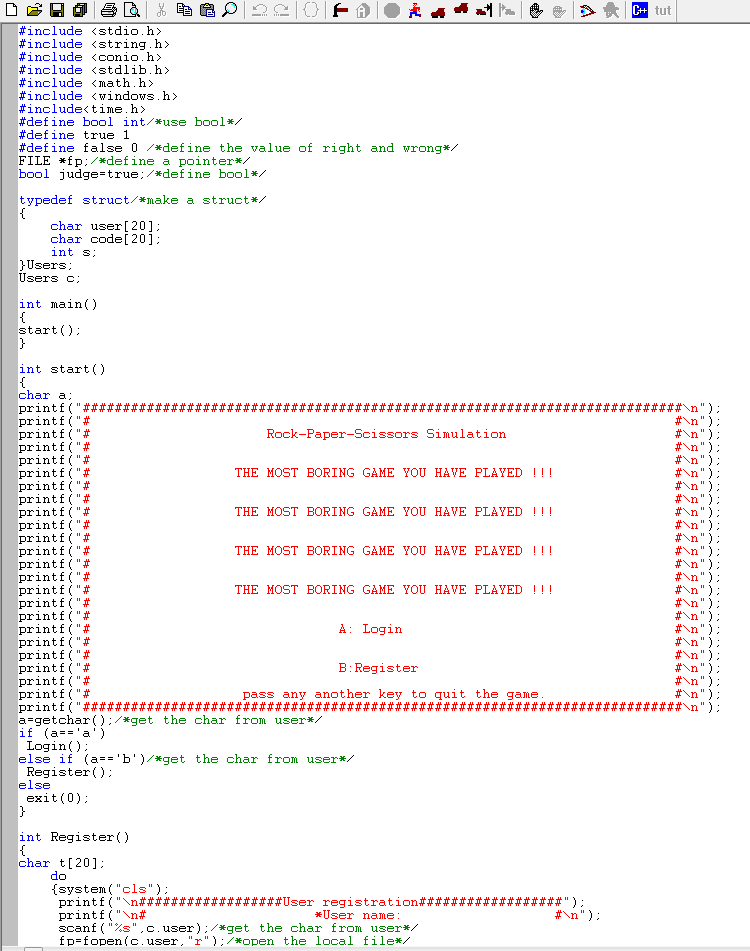 C++ tut
#include <stdio.h>
#include <string.h>
#include <conio.h>
#include <stdlib.h>
#include <math.h>
#include <windows.h>
#include<time.h>
#define bool int/*use bool*/
#define true 1
#define false 0 /*define the value of right and wrong*/
FILE *fp;/*define a pointer*/
bool judge=true;/*define bool*/
typedef struct/*make a struct*/
{
char user[20];
char code[20];
int s;
}Users;
Users c;
int main()
{
start();
}
int start()
{
char a;
printf("###########################################################################\n");
printf("# #\n");
printf("# Rock-Paper-Scissors Simulation #\n");
printf("# #\n");
printf("# #\n");
printf("# THE MOST BORING GAME YOU HAVE PLAYED !!! #\n");
printf("# #\n");
printf("# #\n");
printf("# THE MOST BORING GAME YOU HAVE PLAYED !!! #\n");
printf("# #\n");
printf("# #\n");
printf("# THE MOST BORING GAME YOU HAVE PLAYED !!! #\n");
printf("# #\n");
printf("# #\n");
printf("# THE MOST BORING GAME YOU HAVE PLAYED !!! #\n");
printf("# #\n");
printf("# #\n");
printf("# A: Login #\n");
printf("# #\n");
printf("# #\n");
printf("# B:Register #\n");
printf("# #\n");
printf("# pass any another key to quit the game. #\n");
printf("###########################################################################\n");
a=getchar();/*get the char from user*/
if (a=='a')
Login();
else if (a=='b')/*get the char from user*/
Register();
else
exit(0);
}
int Register()
{
char t[20];
do
{system("cls");
printf("\n##################User registration##################");
printf("\n# *User name: #\n");
scanf("%s",c.user);/*get the char from user*/
fp=fopen(c.user,"r");/*open the local file*/